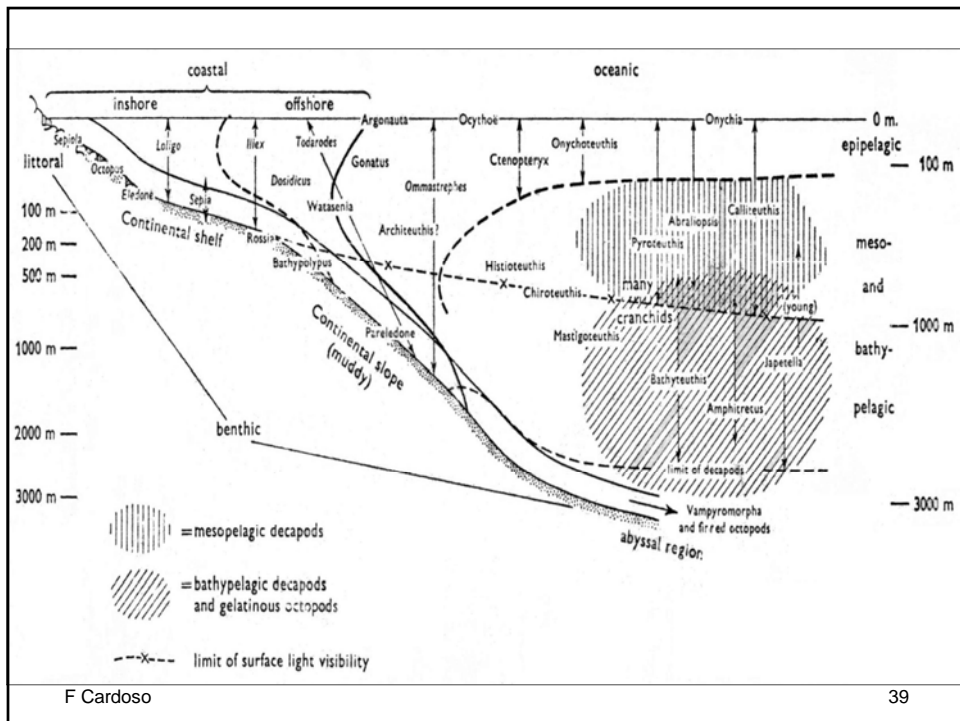 coastal
oceanic
inshore
offshore
Argonauta
Ocythoë
Onychia
0 m.
Sepiola
Loligo
Illex
Todarodes
Gonatus
Ctenopteryx
Onychoteuthis
epipelagic
littoral
Octopus
100 m
Eledone
Sepia
Dosidicus
Ommastrephes
Watasenia
Architeuthis?
Abraliopsis
Calliteuthis
100 m
Continental shelf
Rossia
Pyroteuthis
meso-
200 m
Bathypolypus
Histioteuthis
500 m
Chiroteuthis
many
and
cranchids
(young)
Mastigoteuthis
1000 m
Pareledone
1000 m
Continental slope
(muddy)
Japetella
bathy-
Bathyteuthis
Amphitretus
pelagic
benthic
2000 m
limit of decapods
3000 m
3000 m
Vampyromorpha
and finred octopods
abyssal region
= mesopelagic decapods
= bathypelagic decapods
and gelatinous octopods
limit of surface light visibility
F Cardoso
39